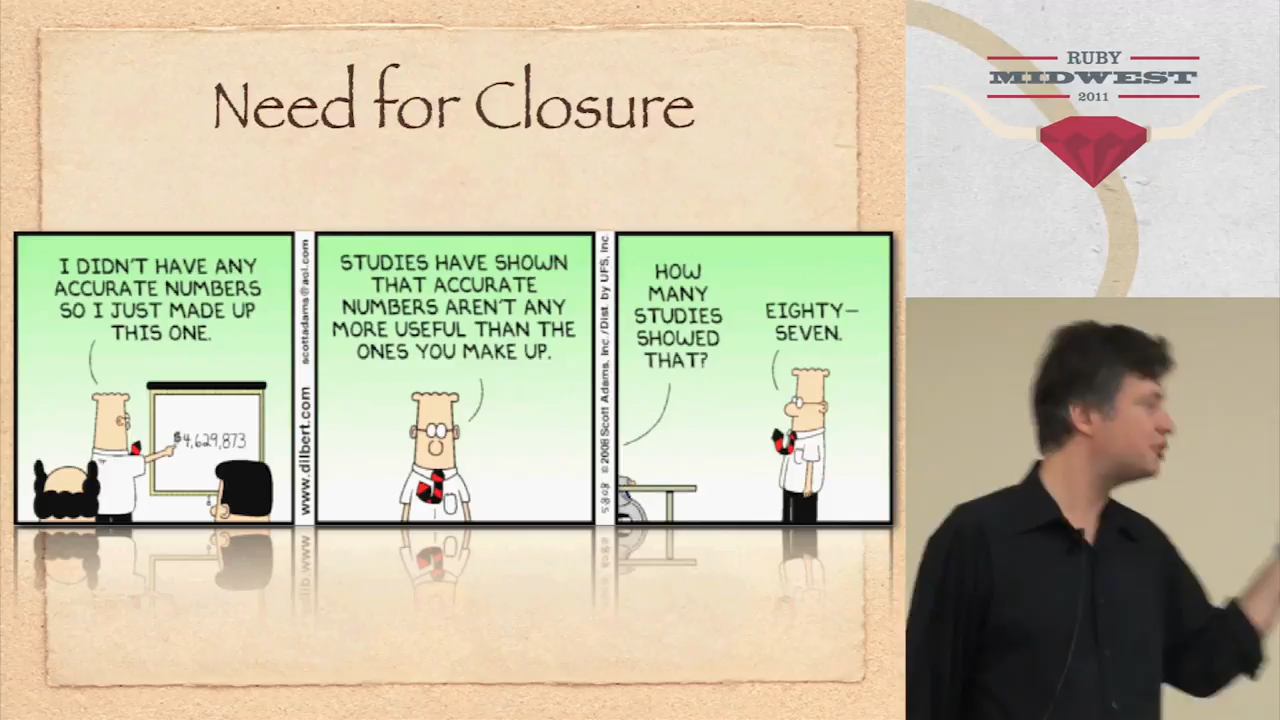 Need for Closure
I DIDN'T HAVE ANY
ACCURATE NUMBERS
SO I JUST MADE UP
THIS ONE.
$4,629,873
www.dilbert.com
scottadams@aol.com
STUDIES HAVE SHOWN
THAT ACCURATE
NUMBERS AREN'T ANY
MORE USEFUL THAN THE
ONES YOU MAKE UP.
© 2008 Scott Adams, Inc./Dist. by UFS, Inc.
HOW
MANY
STUDIES
SHOWED
THAT?
EIGHTY-
SEVEN.
RUBY
MIDWEST
2011